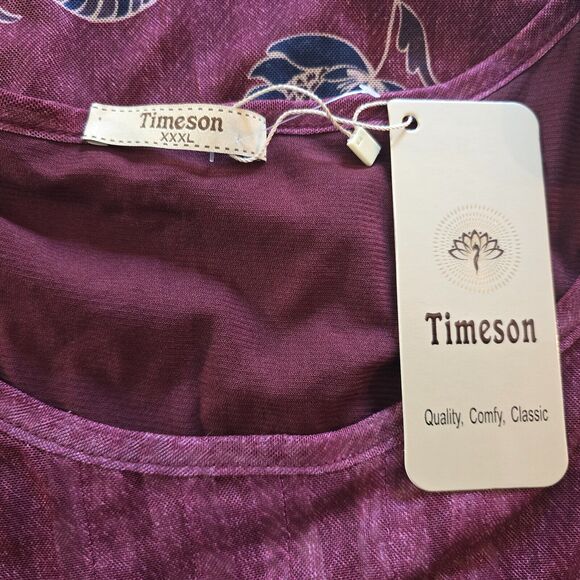 Timeson
XXXL
Timeson
Quality, Comfy, Classic